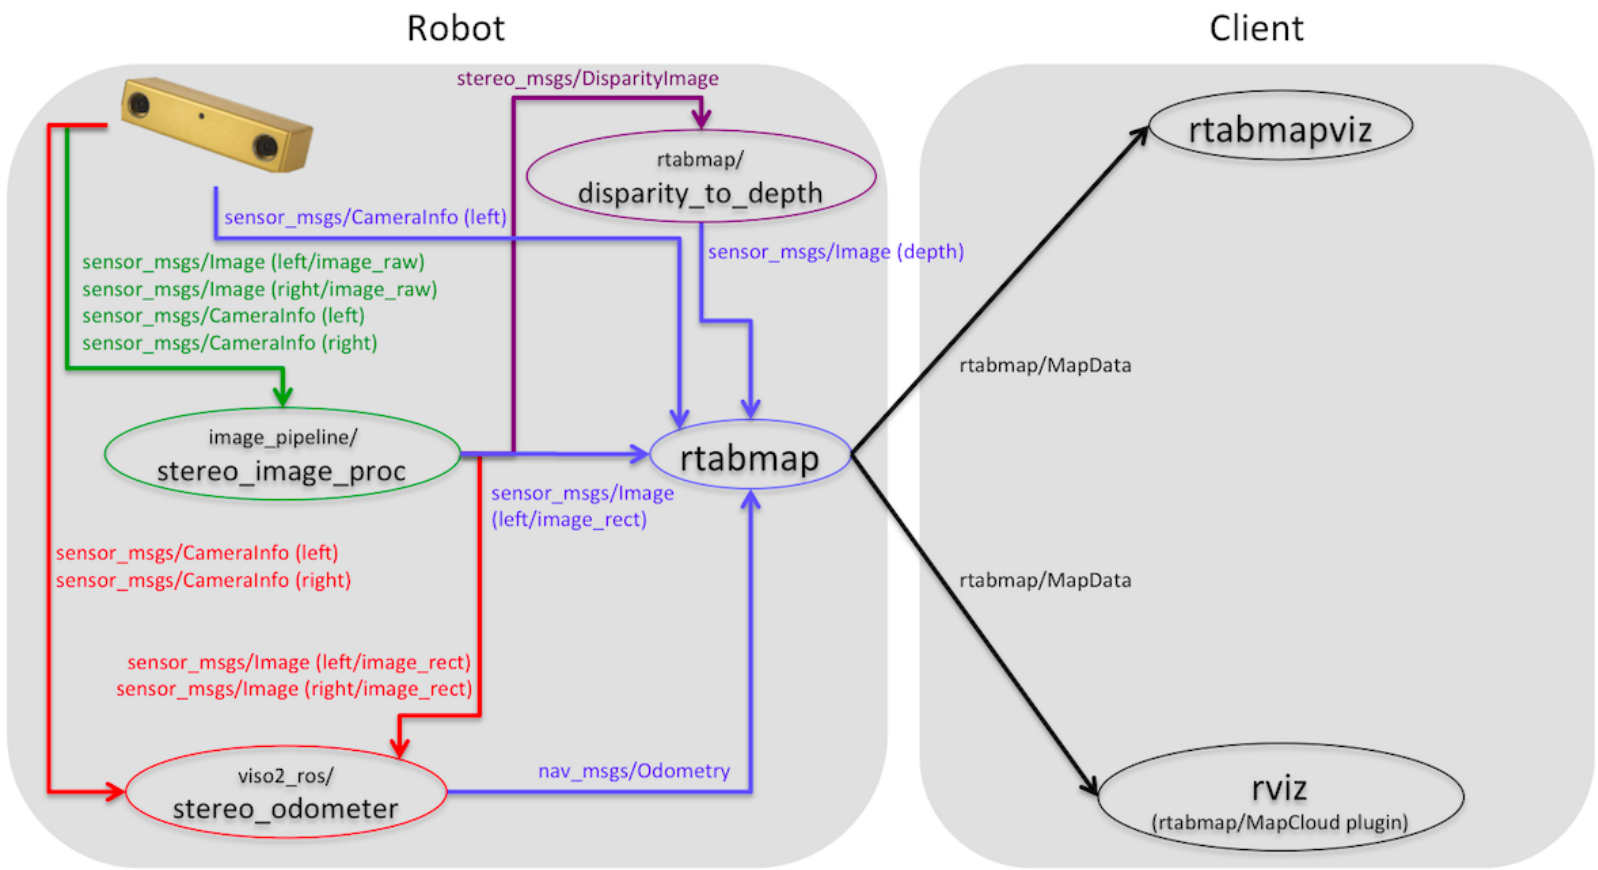 Robot
Client
stereo_msgs/DisparityImage
rtabmapviz
rtabmap/
disparity_to_depth
sensor_msgs/CameraInfo (left)
sensor_msgs/Image (depth)
sensor_msgs/Image (left/image_raw)
sensor_msgs/Image (right/image_raw)
sensor_msgs/CameraInfo (left)
sensor_msgs/CameraInfo (right)
rtabmap/MapData
image_pipeline/
stereo_image_proc
rtabmap
sensor_msgs/Image
(left/image_rect)
sensor_msgs/CameraInfo (left)
sensor_msgs/CameraInfo (right)
rtabmap/MapData
sensor_msgs/Image (left/image_rect)
sensor_msgs/Image (right/image_rect)
viso2_ros/
stereo_odometer
nav_msgs/Odometry
rviz
(rtabmap/MapCloud plugin)